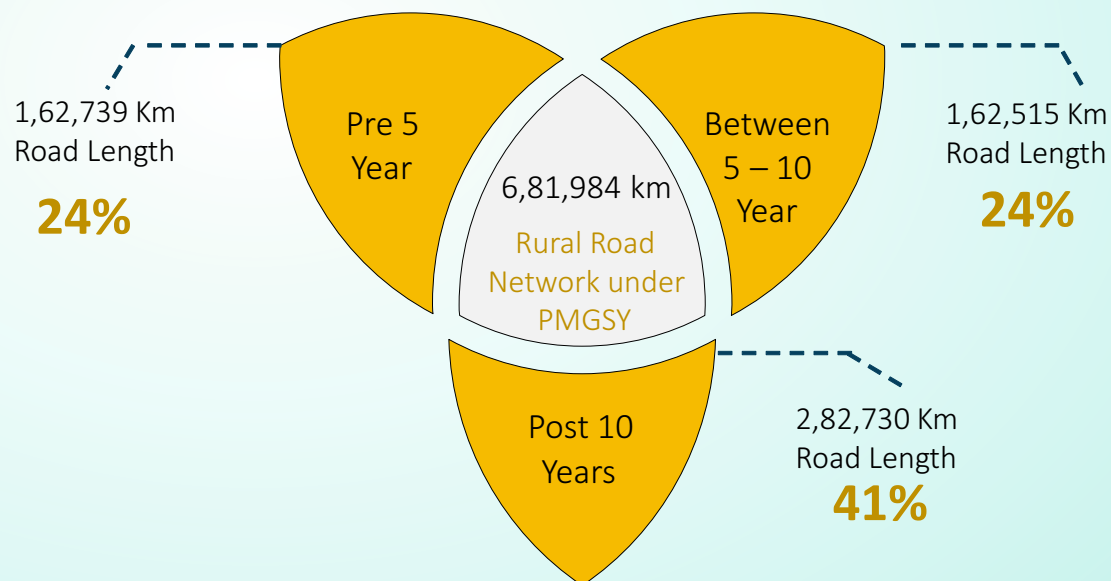 1,62,739 Km
Road Length
24%
Pre 5
Year
6,81,984 km
Rural Road
Network under
PMGSY
Between
5 – 10
Year
1,62,515 Km
Road Length
24%
Post 10
Years
2,82,730 Km
Road Length
41%